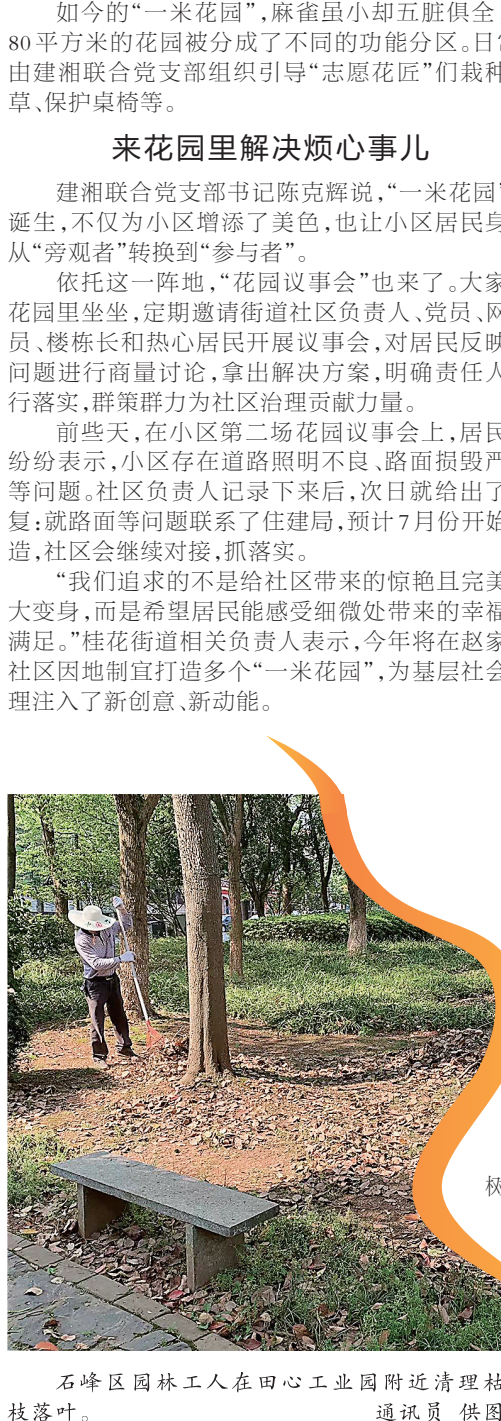 如今的“一米花园”，麻雀虽小却五脏俱全
80平方米的花园被分成了不同的功能分区。日常
由建湘联合党支部组织引导“志愿花匠”们栽种
草、保护桌椅等。
来花园里解决烦心事儿
建湘联合党支部书记陈克辉说，“一米花园”
诞生，不仅为小区增添了美色，也让小区居民身
从“旁观者”转换到“参与者”。
依托这一阵地，“花园议事会”也来了。大家
花园里坐坐，定期邀请街道社区负责人、党员、网
员、楼栋长和热心居民开展议事会，对居民反映
问题进行商量讨论，拿出解决方案，明确责任人
行落实，群策群力为社区治理贡献力量。
前些天，在小区第二场花园议事会上，居民
纷纷表示，小区存在道路照明不良、路面损毁严
等问题。社区负责人记录下来后，次日就给出了
复：就路面等问题联系了住建局，预计7月份开始
造，社区会继续对接，抓落实。
“我们追求的不是给社区带来的惊艳且完美
大变身，而是希望居民能感受细微处带来的幸福
满足。”桂花街道相关负责人表示，今年将在赵家
社区因地制宜打造多个“一米花园”，为基层社会
理注入了新创意、新动能。
树
石峰区园林工人在田心工业园附近清理枯
枝落叶。 通讯员 供图